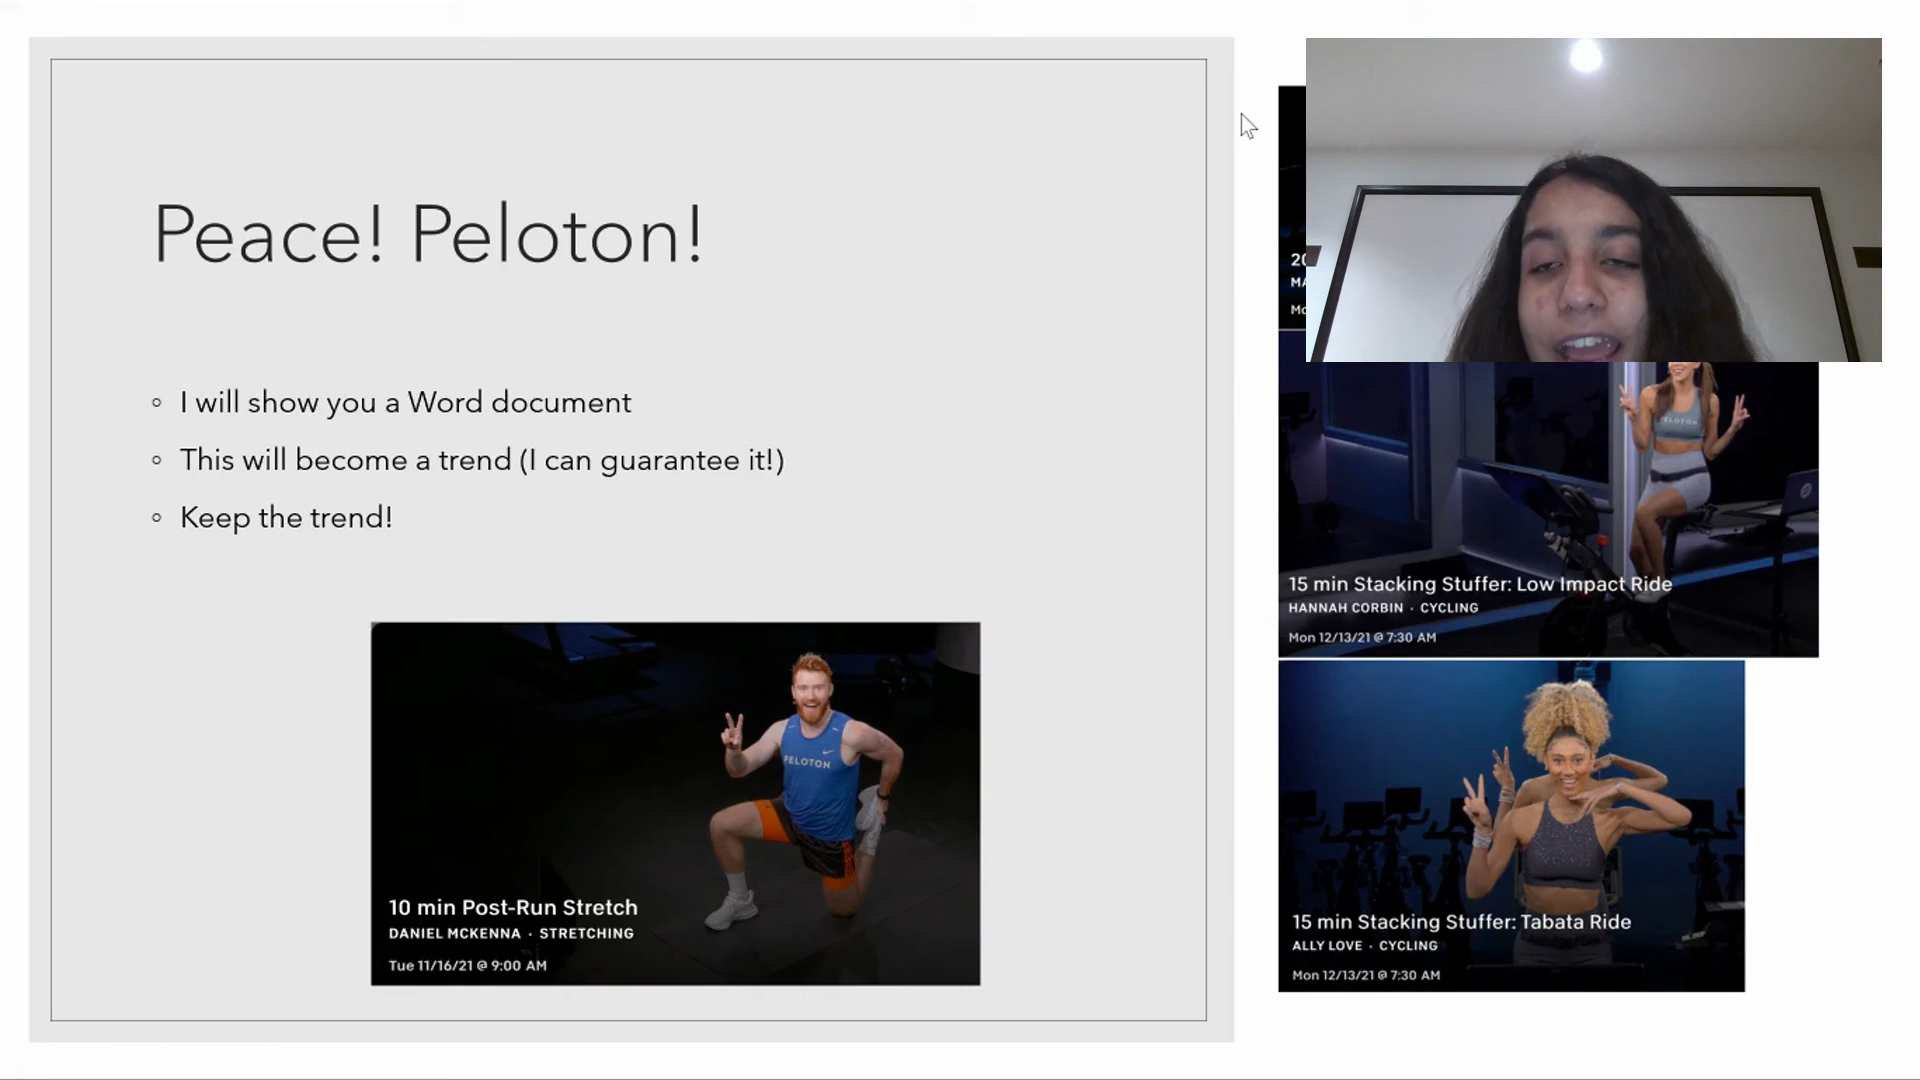 Peace! Peloton!
I will show you a Word document
This will become a trend (I can guarantee it!)
Keep the trend!
PELOTON
10 min Post-Run Stretch
DANIEL MCKENNA · STRETCHING
Tue 11/16/21 @ 9:00 AM
PELOTON
15 min Stacking Stuffer: Low Impact Ride
HANNAH CORBIN · CYCLING
Mon 12/13/21 @ 7:30 AM
15 min Stacking Stuffer: Tabata Ride
ALLY LOVE · CYCLING
Mon 12/13/21 @ 7:30 AM